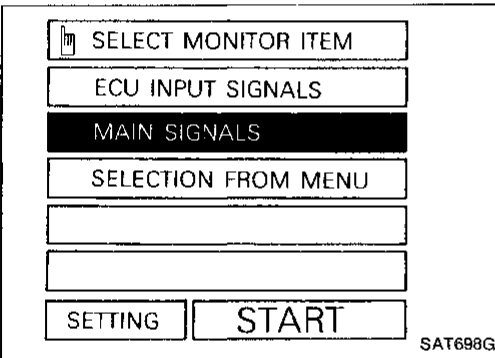 SELECT MONITOR ITEM
ECU INPUT SIGNALS
MAIN SIGNALS
SELECTION FROM MENU
SETTING START
SAT698G